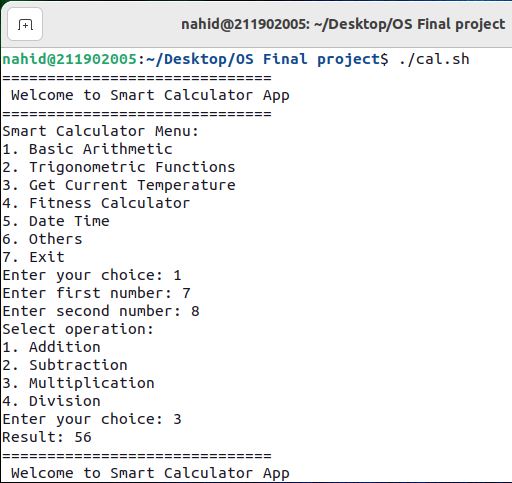 nahid@211902005: ~/Desktop/OS Final project
nahid@211902005:~/Desktop/OS Final project$ ./cal.sh
==============================
 Welcome to Smart Calculator App
==============================
Smart Calculator Menu:
1. Basic Arithmetic
2. Trigonometric Functions
3. Get Current Temperature
4. Fitness Calculator
5. Date Time
6. Others
7. Exit
Enter your choice: 1
Enter first number: 7
Enter second number: 8
Select operation:
1. Addition
2. Subtraction
3. Multiplication
4. Division
Enter your choice: 3
Result: 56
==============================
 Welcome to Smart Calculator App